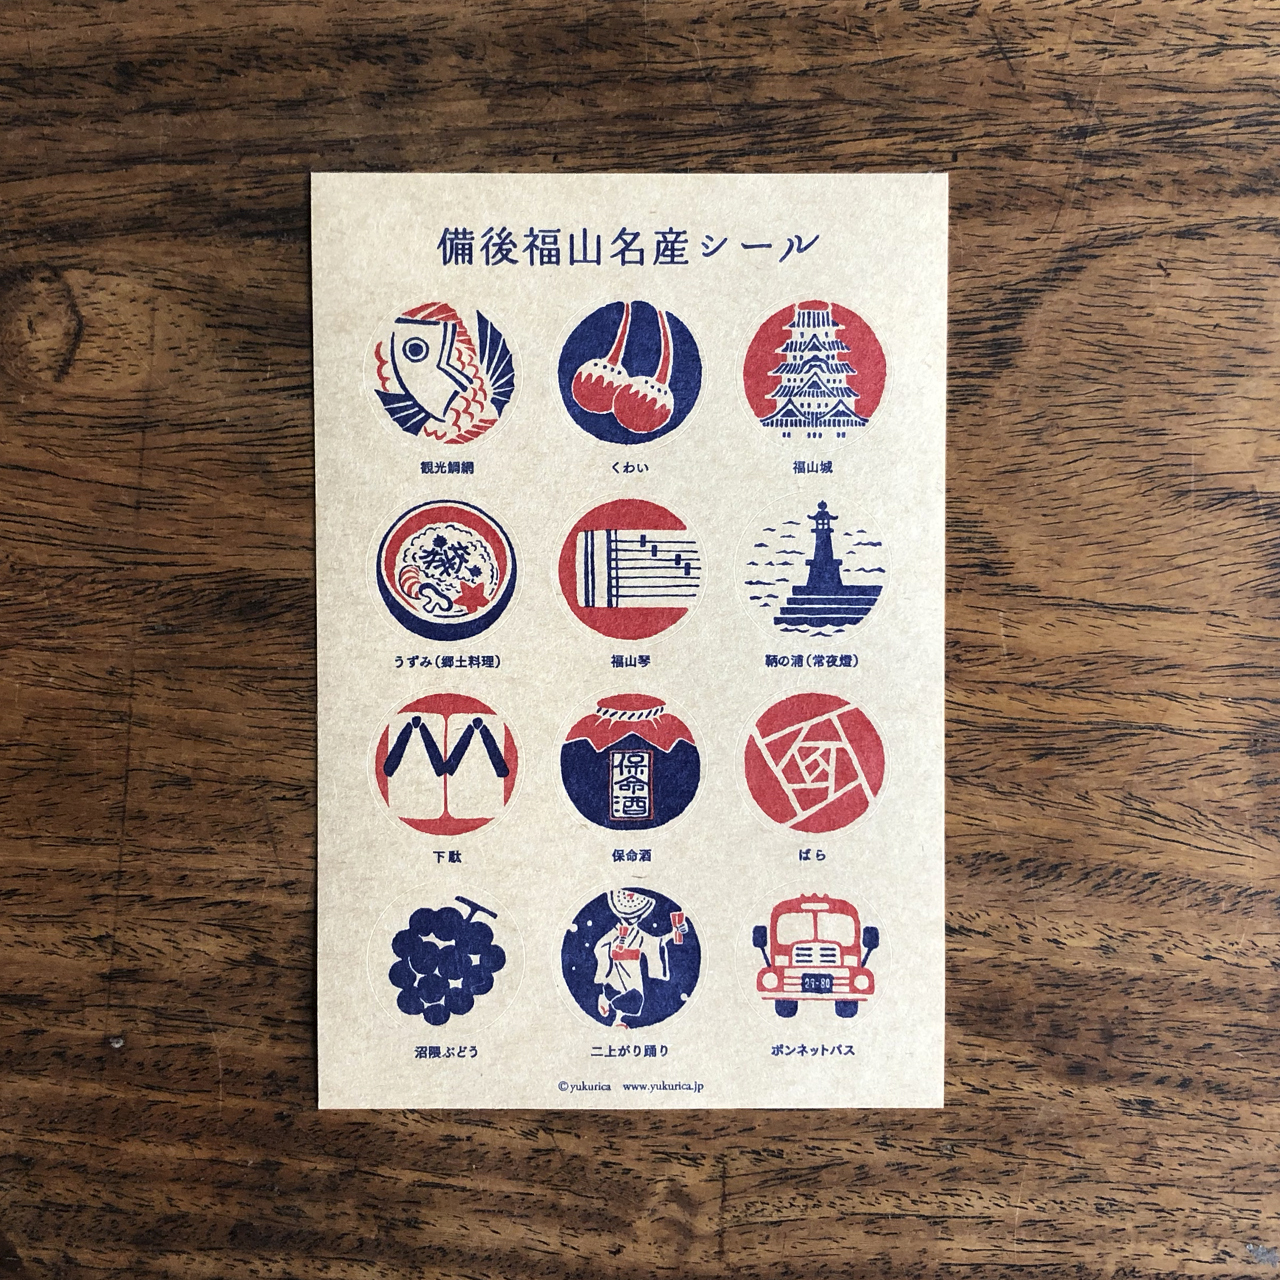 備後福山名産シール
観光鯛網
くわい
福山城
うずみ(郷土料理)
福山琴
鞆の浦(常夜燈)
下駄
保命酒
保命酒
ばら
沼隈ぶどう
二上がり踊り
21-80
ボンネットバス
©yukurica www.yukurica.jp